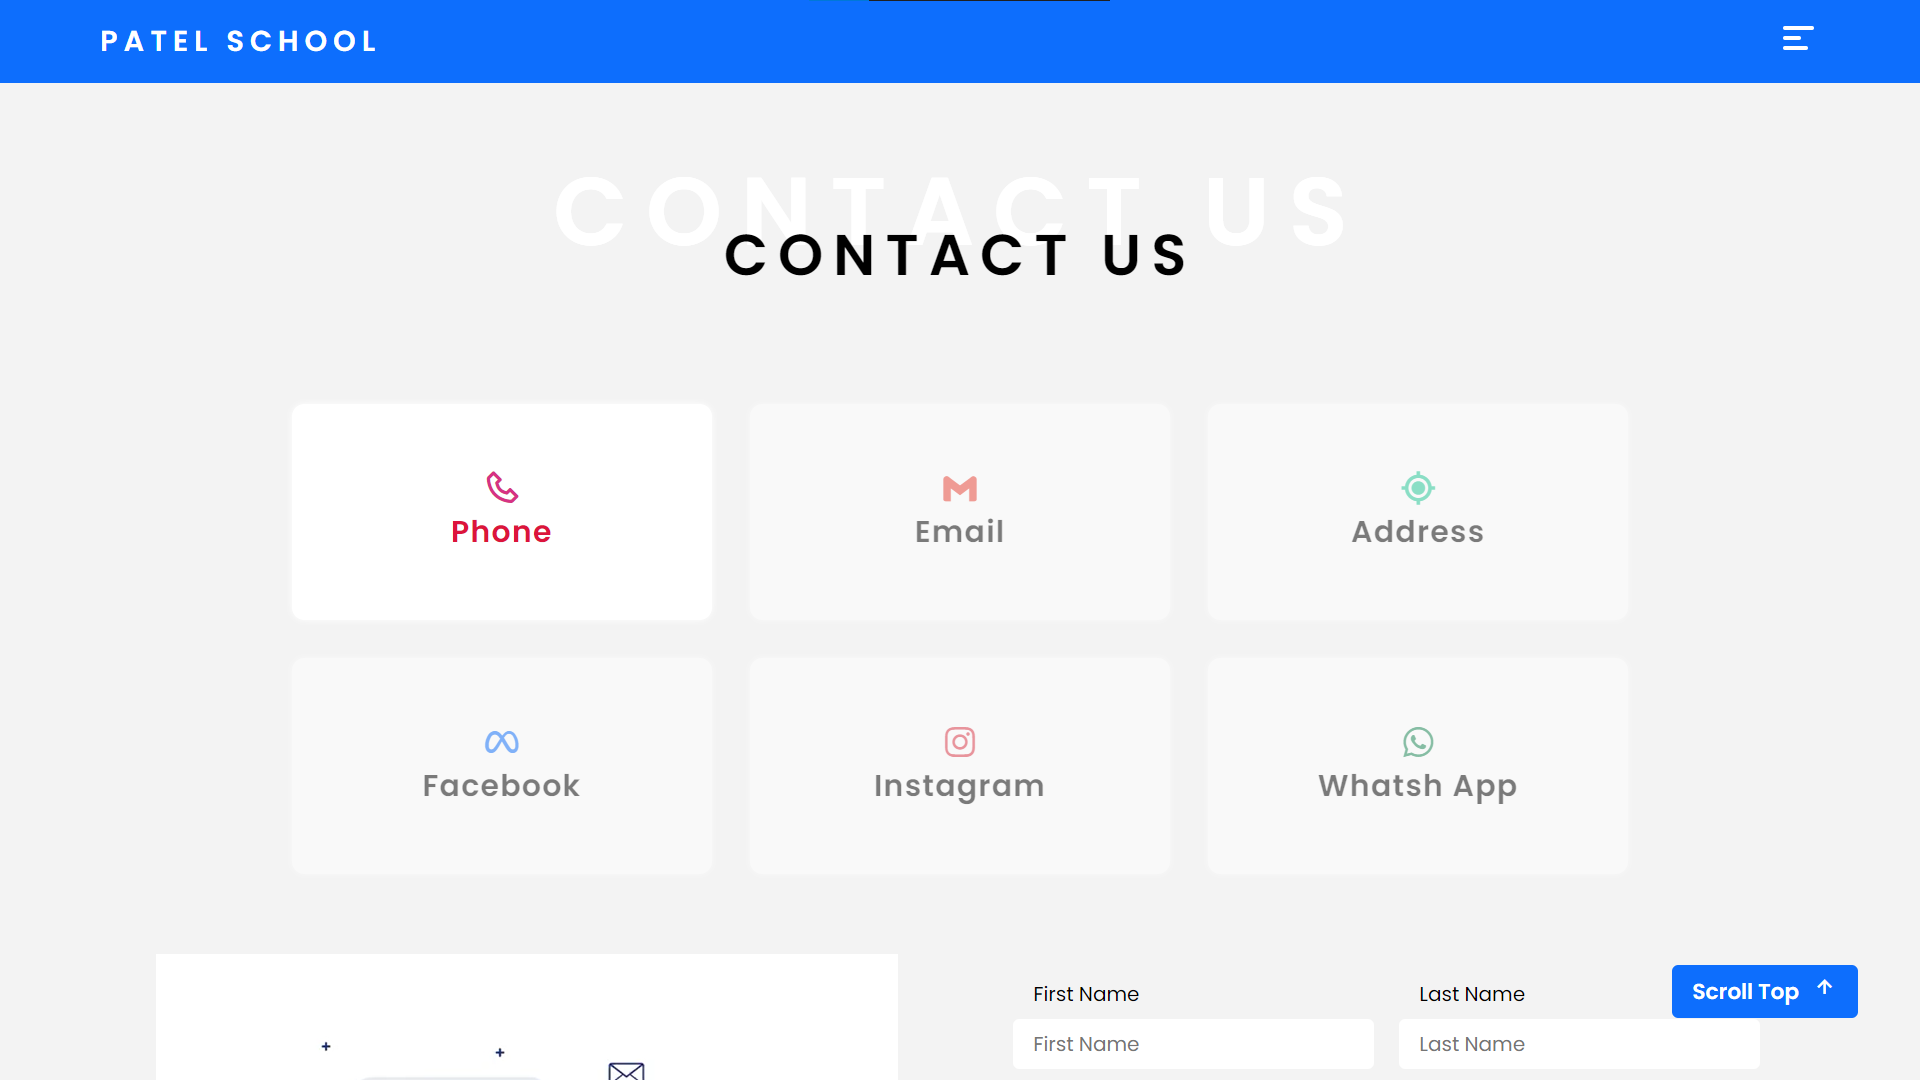 PATEL SCHOOL
CONTACT US
CONTACT US
Phone
Email
Address
Facebook
Instagram
Whatsh App
First Name
Last Name
Scroll Top
First Name
Last Name